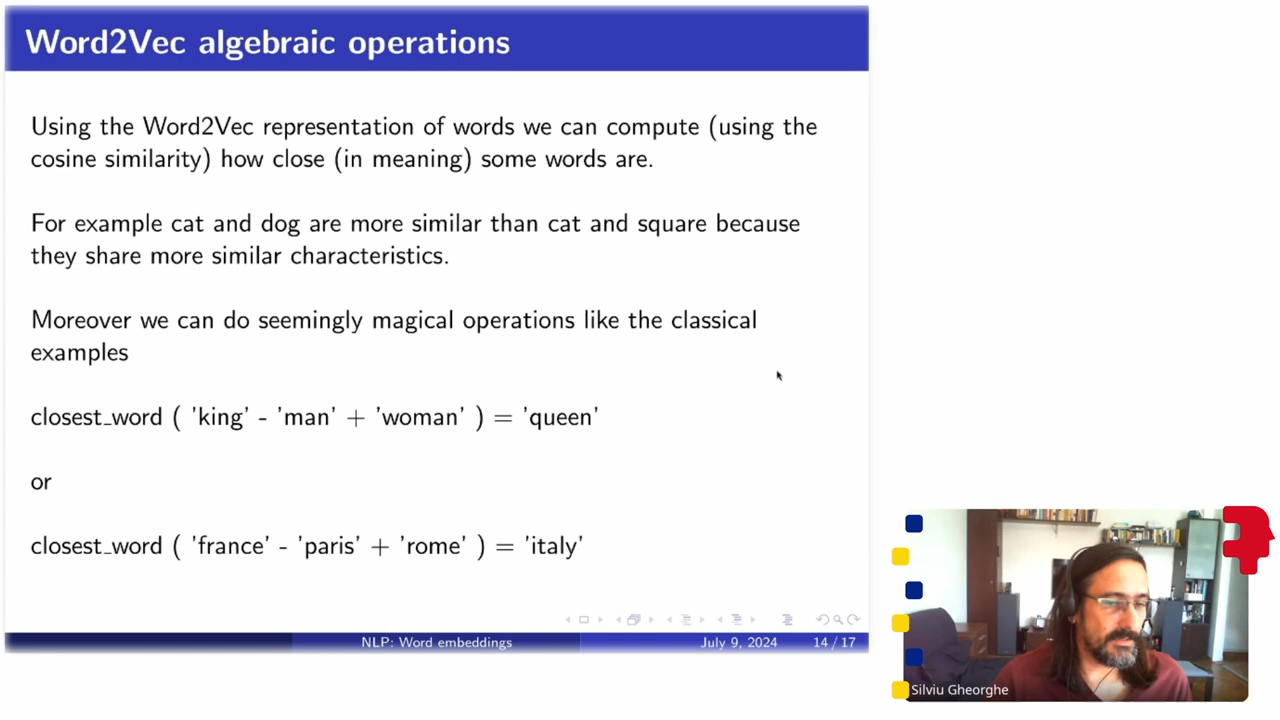 Word2Vec algebraic operations
Using the Word2Vec representation of words we can compute (using the
cosine similarity) how close (in meaning) some words are.
For example cat and dog are more similar than cat and square because
they share more similar characteristics.
Moreover we can do seemingly magical operations like the classical
examples
closest_word ( 'king' - 'man' + 'woman' ) = 'queen'
or
closest_word ( 'france' - 'paris' + 'rome' ) = 'italy'
NLP: Word embeddings
July 9, 2024
14 / 17
Silviu Gheorghe